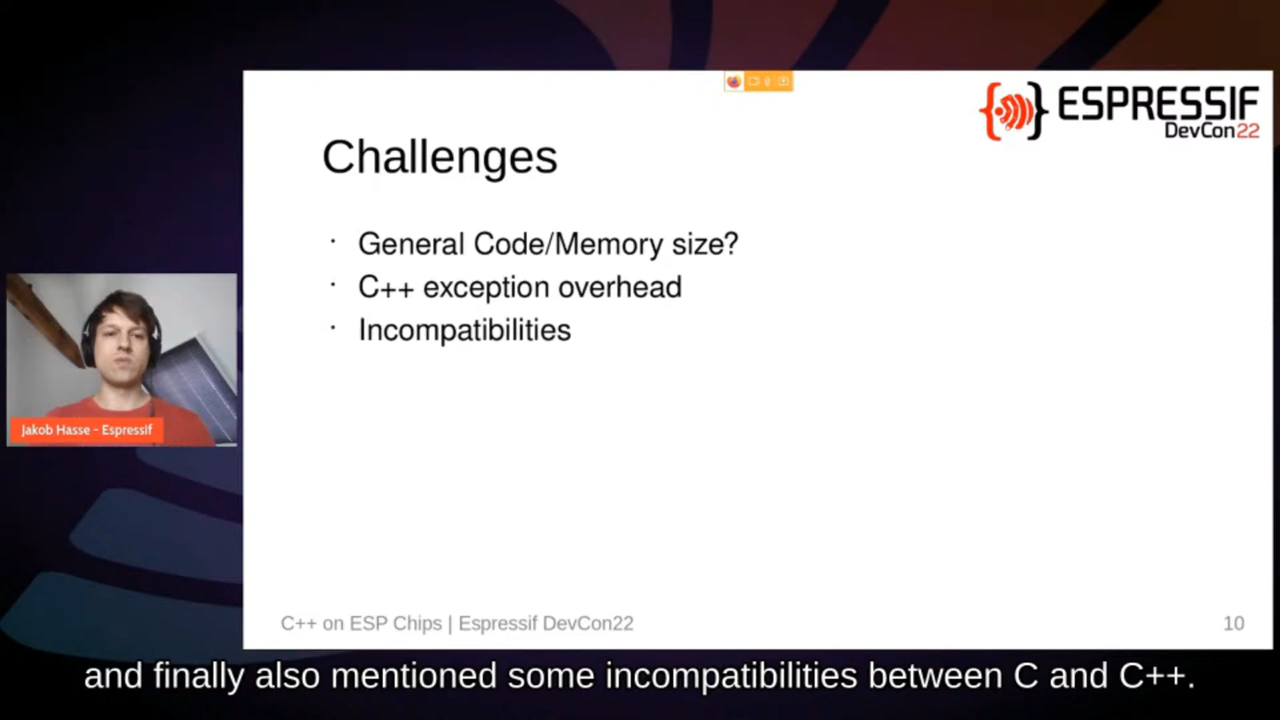 { } ESPRESSIF
DevCon22
Challenges
· General Code/Memory size?
· C++ exception overhead
· Incompatibilities
Jakob Hasse - Espressif
C++ on ESP Chips | Espressif DevCon22
10
and finally also mentioned some incompatibilities between C and C++.